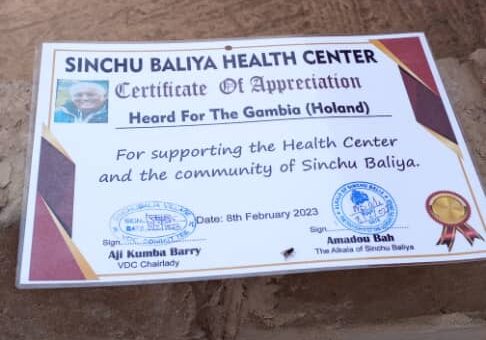 SINCHU BALIYA HEALTH CENTER
Certificate Of Appreciation
Heard For The Gambia (Holand)
For supporting the Health Center
and the community of Sinchu Baliya.
Date: 8th February 2023
Sign
Aji Kumba Barry
VDC Chairlady
Sign
Amadou Bah
The Alkala of Sinchu Baliya